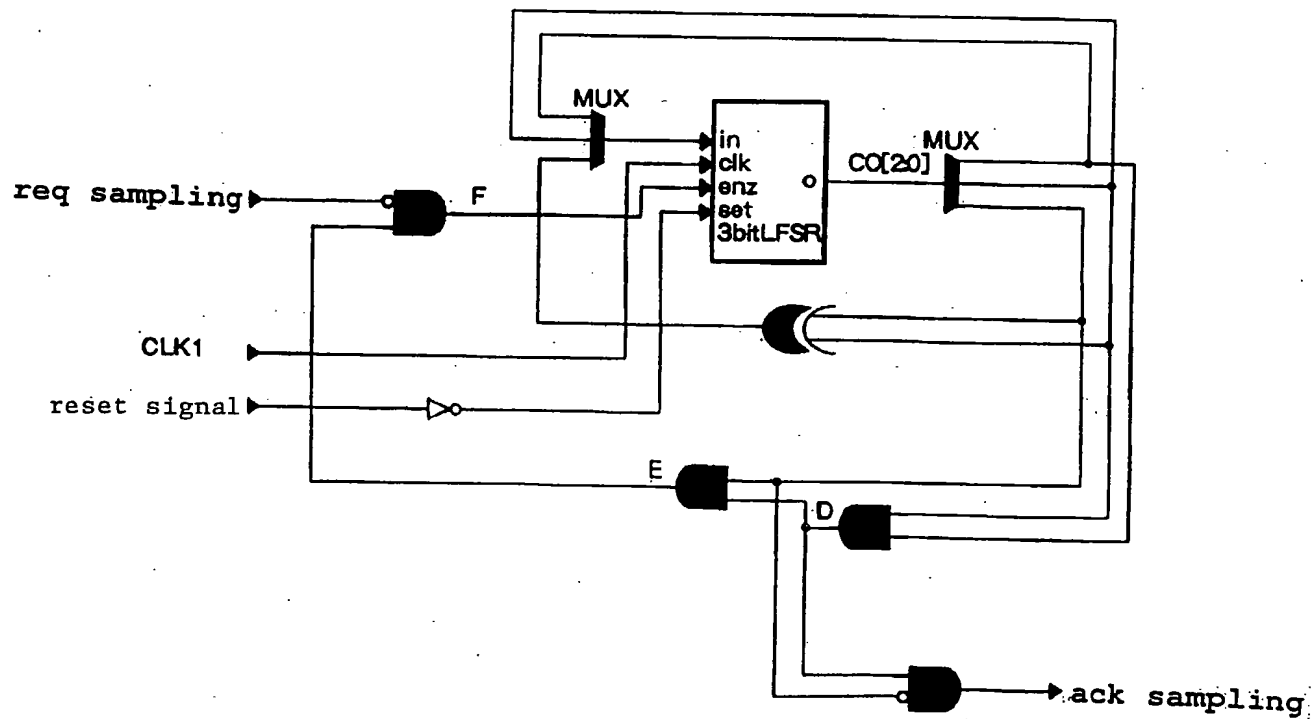 MUX
in
clk
enz
set
3bitLFSR
CO[2:0]
MUX
req sampling
F
CLK1
reset signal
E
D
ack sampling